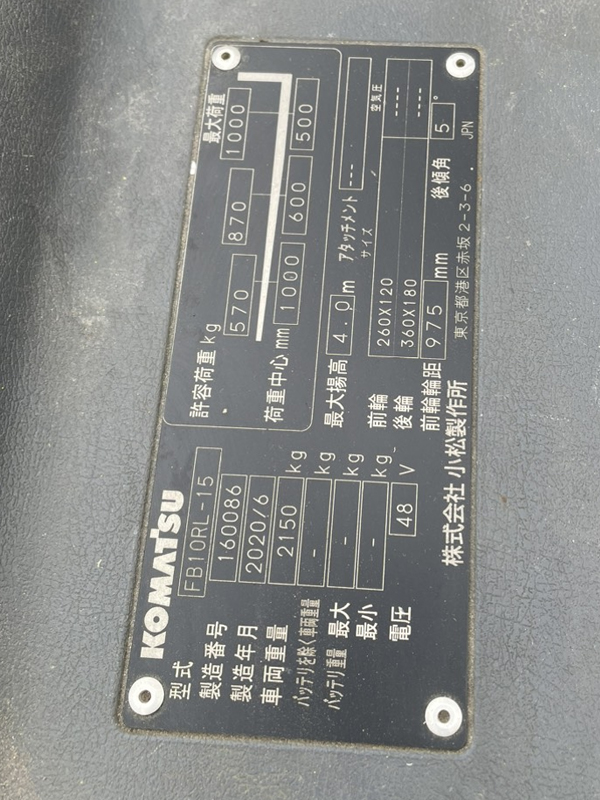 KOMATSU
型式 FB10RL-15
製造番号 160086
製造年月 2020/6
車両重量 2150 kg
バッテリを除く車両重量 - kg
バッテリ重量 最大 - kg
最小 - kg
電圧 48 V
許容荷重 kg 570 870 最大荷重 1000
荷重中心 mm 1000 600 500
最大揚高 4.0 m アタッチメント ---
サイズ 空気圧
前輪 260X120 ----
後輪 360X180 ----
前輪輪距 975 mm 後傾角 5°
株式会社 小松製作所 東京都港区赤坂2-3-6 JPN